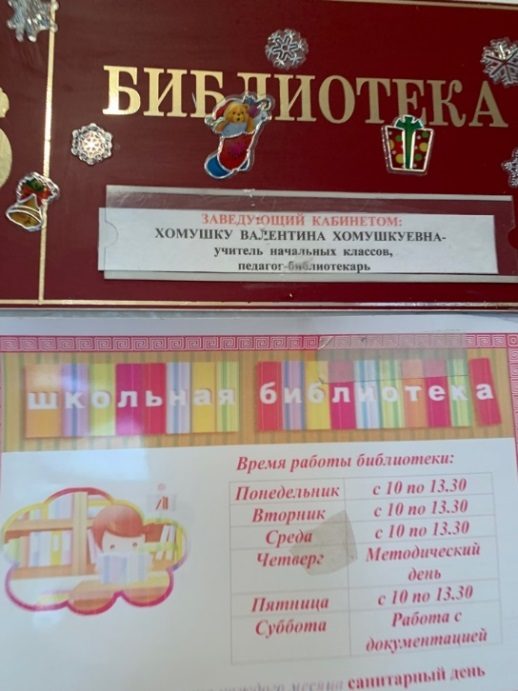 БИБЛИОТЕКА
ЗАВЕДУЮЩИЙ КАБИНЕТОМ:
ХОМУШКУ ВАЛЕНТИНА ХОМУШКУЕВНА-
учитель начальных классов,
педагог-библиотекарь
школьная библиотека
Время работы библиотеки:
Понедельник с 10 по 13.30
Вторник с 10 по 13.30
Среда с 10 по 13.30
Четверг Методический
день
Пятница с 10 по 13.30
Суббота Работа с
документацией
каждого месяца санитарный день